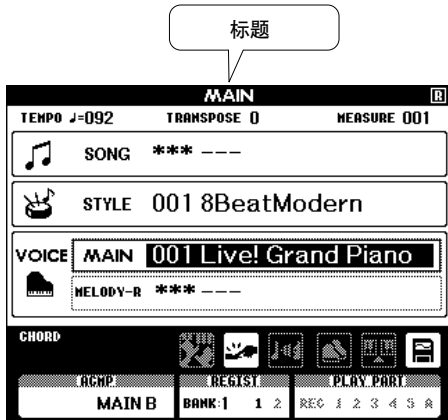 标题
MAIN R
TEMPO ♩=092 TRANSPOSE 0 MEASURE 001
SONG *** ---
STYLE 001 8BeatModern
VOICE MAIN 001 Live! Grand Piano
MELODY-R *** ---
CHORD
ACMP REGIST PLAY PART
MAIN B BANK:1 1 2 REC 1 2 3 4 5 A